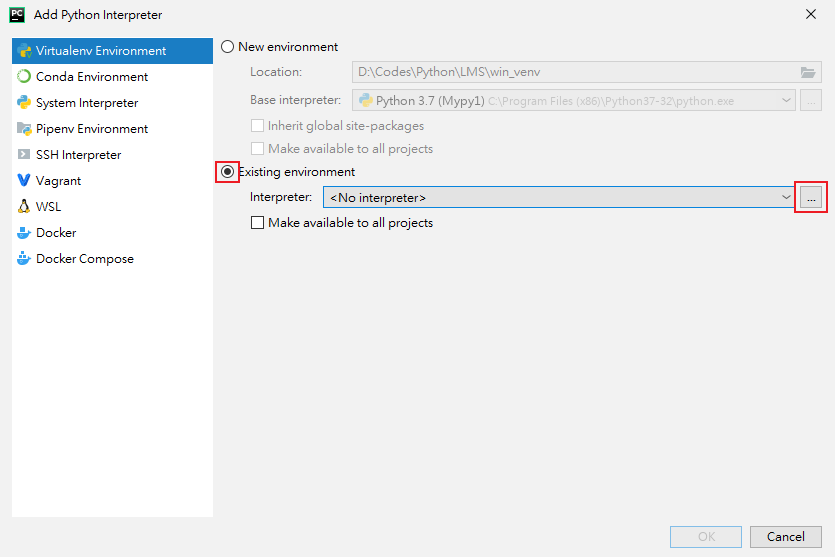 PC Add Python Interpreter
Virtualenv Environment
Conda Environment
System Interpreter
Pipenv Environment
SSH Interpreter
Vagrant
WSL
Docker
Docker Compose
New environment
Location: D:\Codes\Python\LMS\win_venv
Base interpreter: Python 3.7 (Mypy1) C:\Program Files (x86)\Python37-32\python.exe ...
Inherit global site-packages
Make available to all projects
Existing environment
Interpreter: <No interpreter> ...
Make available to all projects
OK Cancel